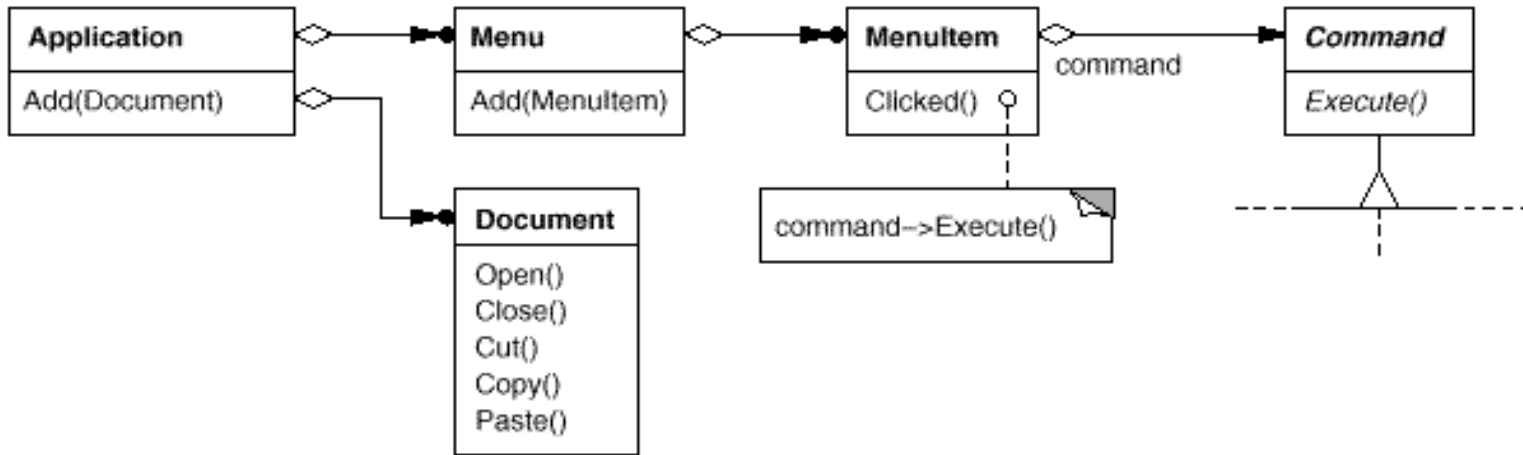 Application
Add(Document)
Menu
Add(MenuItem)
MenuItem
Clicked()
command
Command
Execute()
command–>Execute()
Document
Open()
Close()
Cut()
Copy()
Paste()